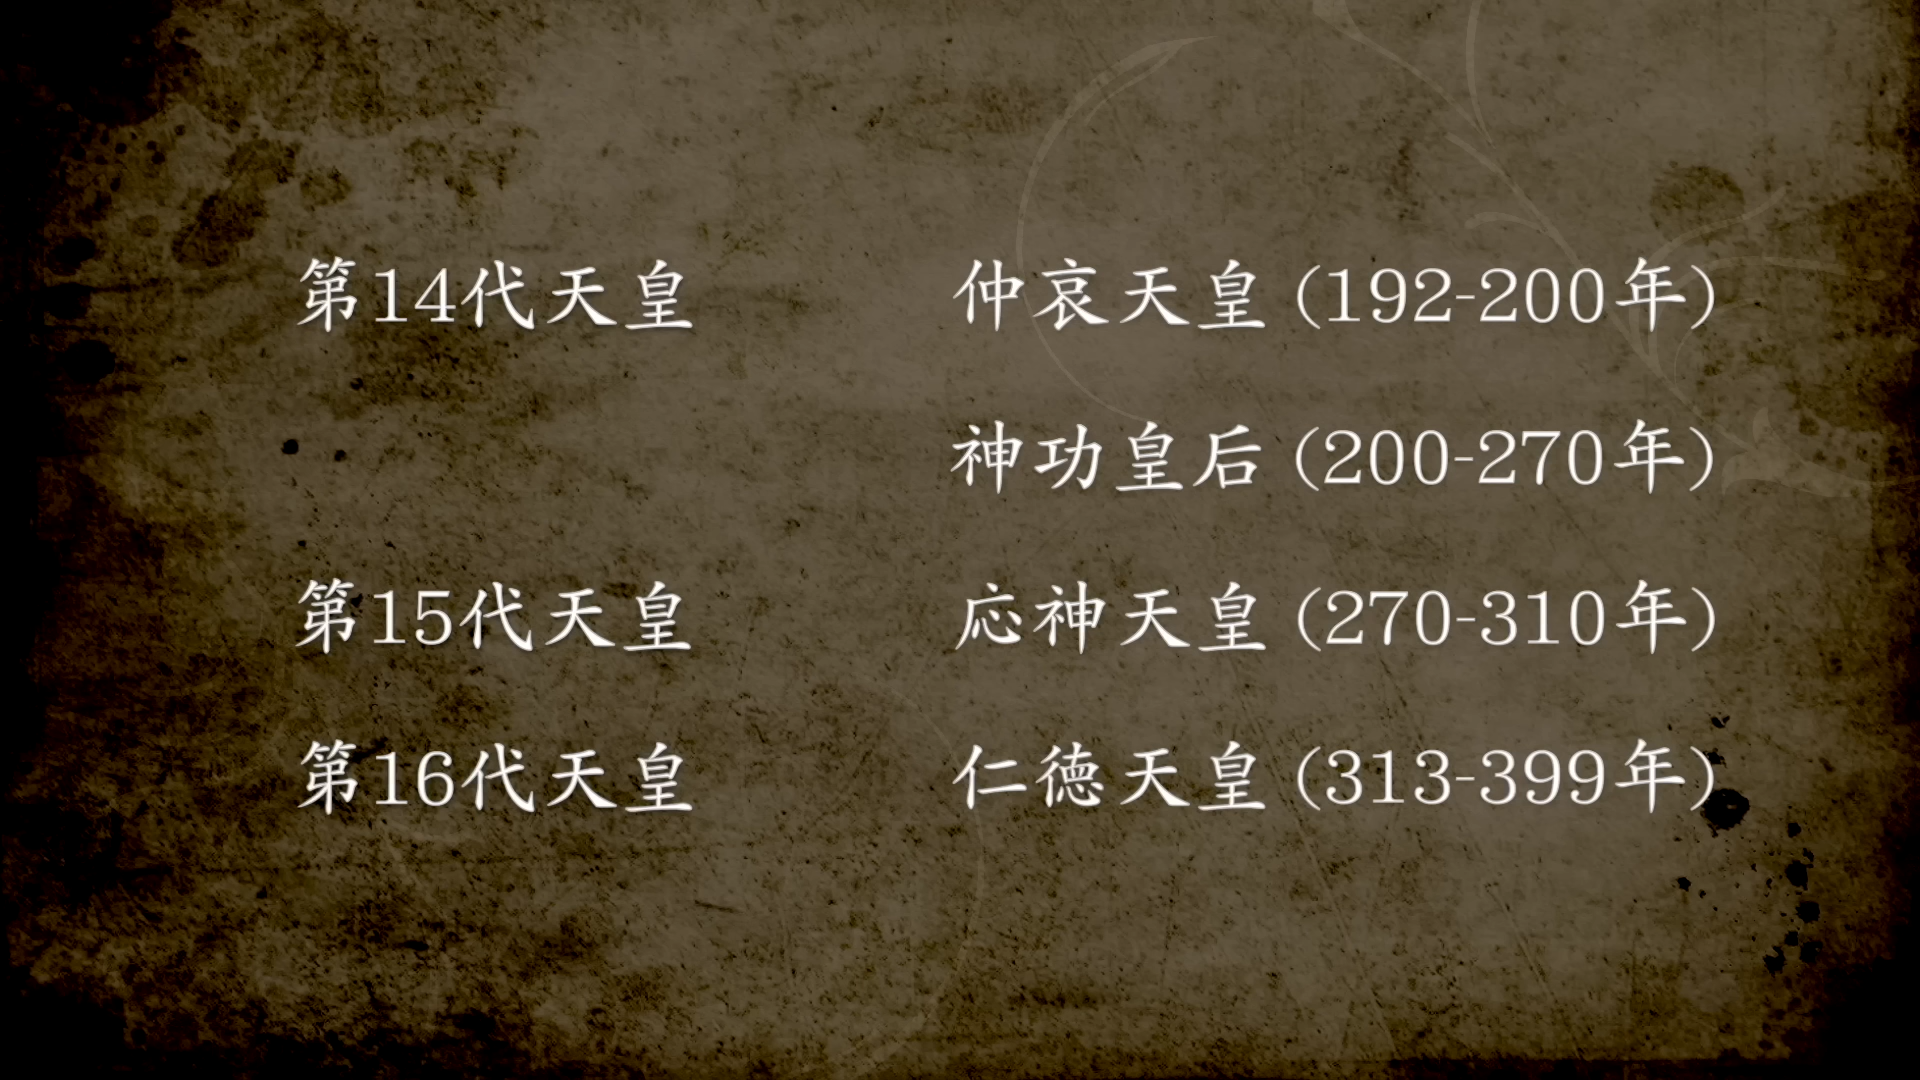 第14代天皇 仲哀天皇 (192-200年)
神功皇后 (200-270年)
第15代天皇 応神天皇 (270-310年)
第16代天皇 仁徳天皇 (313-399年)